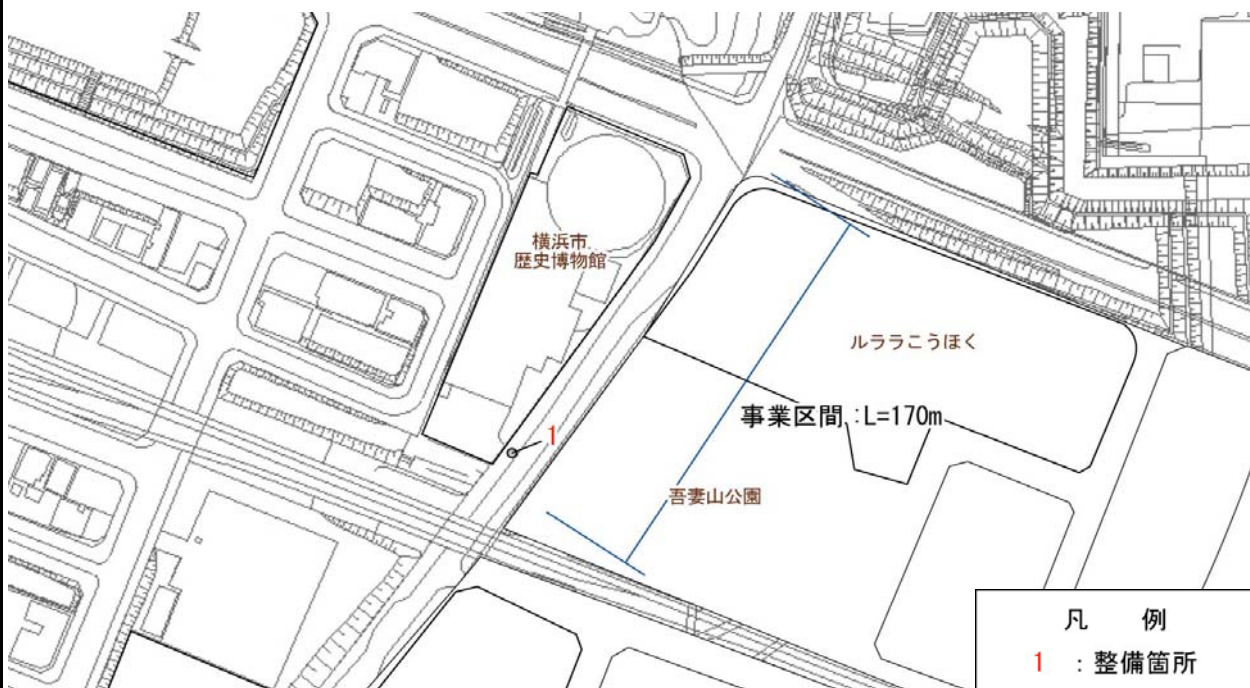 横浜市
歴史博物館
ルララこうほく
事業区間:L=170m
1
吾妻山公園
凡 例
1 :整備箇所